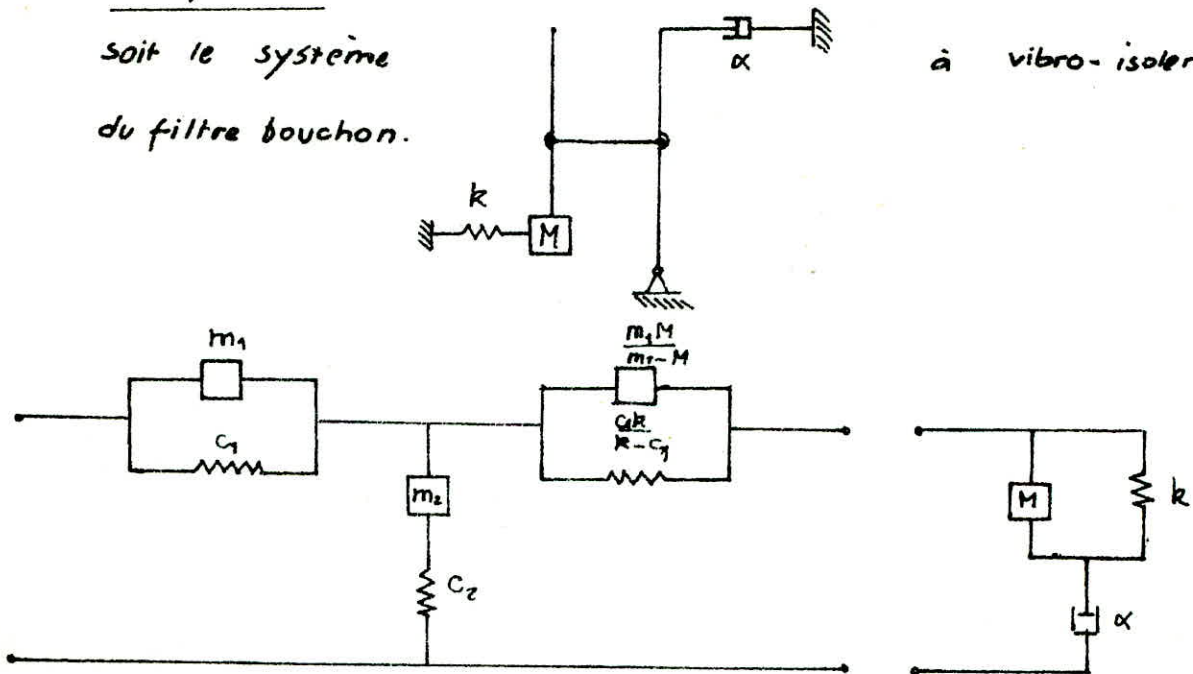 soit le système à vibro-isoler
du filtre bouchon.
α
k
M
m₁
c₁
m₂
c₂
m₁M
m₁-M
c₁k
k-c₁
M
k
α